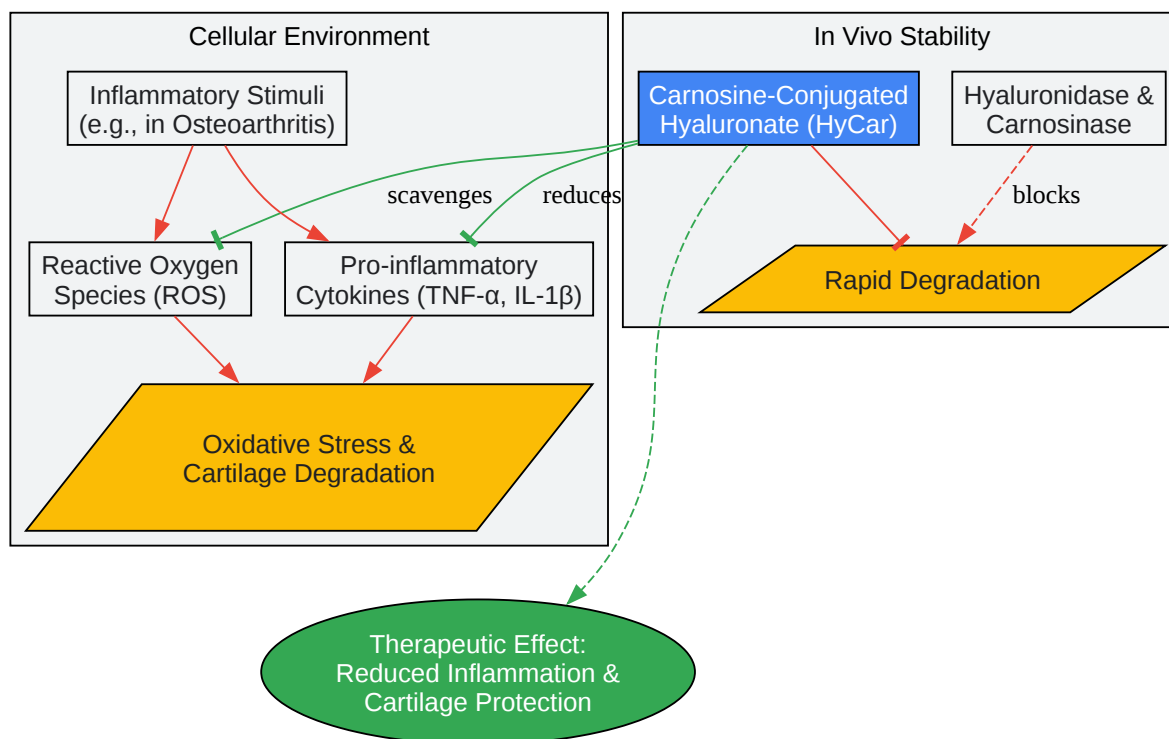 Cellular Environment
In Vivo Stability
Inflammatory Stimuli
(e.g., in Osteoarthritis)
Carnosine-Conjugated
Hyaluronate (HyCar)
Hyaluronidase &
Carnosinase
scavenges
reduces
blocks
Reactive Oxygen
Species (ROS)
Pro-inflammatory
Cytokines (TNF-α, IL-1β)
Rapid Degradation
Oxidative Stress &
Cartilage Degradation
Therapeutic Effect:
Reduced Inflammation &
Cartilage Protection